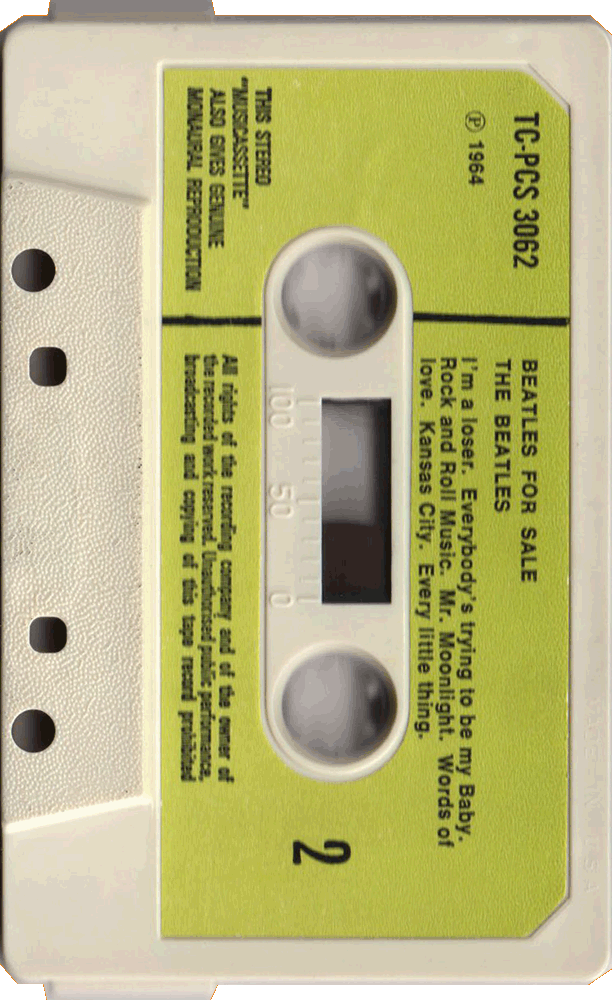 TC-PCS 3062
℗ 1964
BEATLES FOR SALE
THE BEATLES
I'm a loser. Everybody's trying to be my Baby.
Rock and Roll Music. Mr. Moonlight. Words of
love. Kansas City. Every little thing.
THIS STEREO
"MUSICASSETTE"
ALSO GIVES GENUINE
MONAURAL REPRODUCTION
100 50 0
All rights of the recording company and of the owner of
the recorded work reserved. Unauthorised public performance,
broadcasting and copying of this tape record prohibited
2